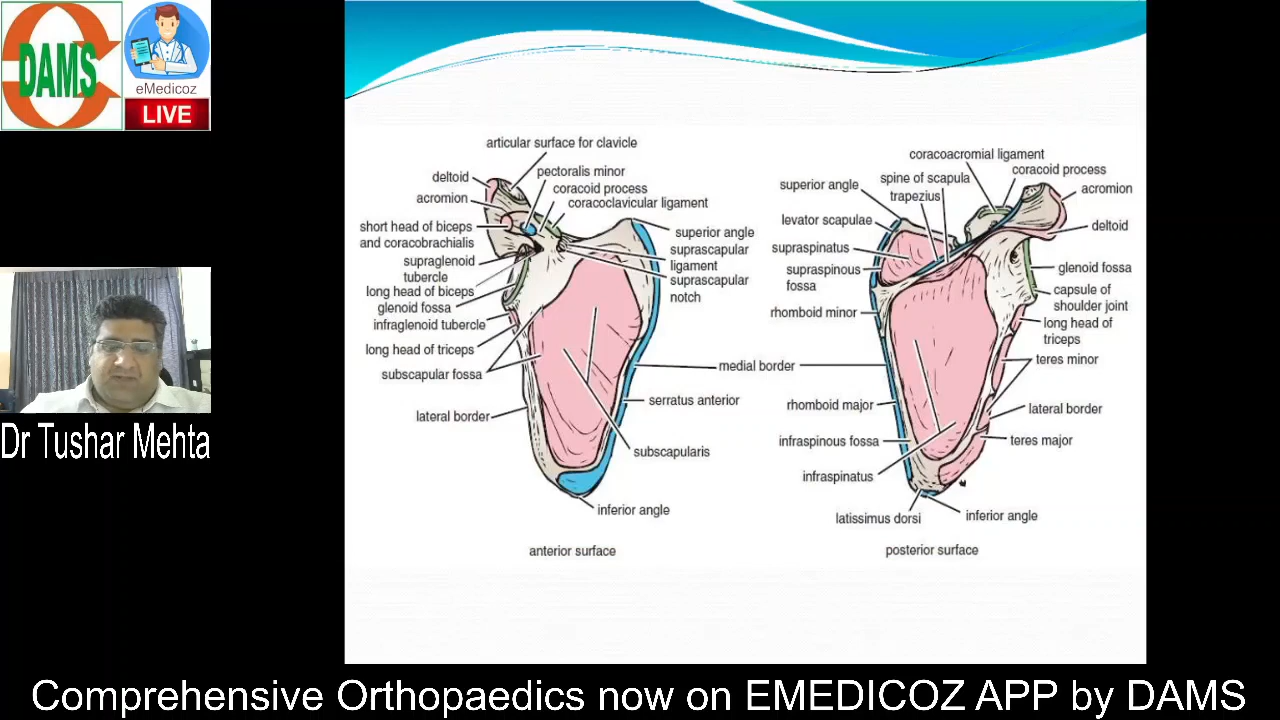 DAMS
eMedicoz
LIVE
Dr Tushar Mehta
articular surface for clavicle
deltoid
pectoralis minor
acromion
coracoid process
coracoclavicular ligament
short head of biceps
and coracobrachialis
superior angle
supraglenoid
tubercle
suprascapular
ligament
long head of biceps
suprascapular
notch
glenoid fossa
infraglenoid tubercle
long head of triceps
subscapular fossa
medial border
serratus anterior
lateral border
subscapularis
inferior angle
anterior surface
coracoacromial ligament
coracoid process
superior angle
spine of scapula
trapezius
acromion
levator scapulae
deltoid
supraspinatus
supraspinous
fossa
glenoid fossa
capsule of
shoulder joint
rhomboid minor
long head of
triceps
teres minor
rhomboid major
lateral border
infraspinous fossa
teres major
infraspinatus
latissimus dorsi
inferior angle
posterior surface
Comprehensive Orthopaedics now on EMEDICOZ APP by DAMS